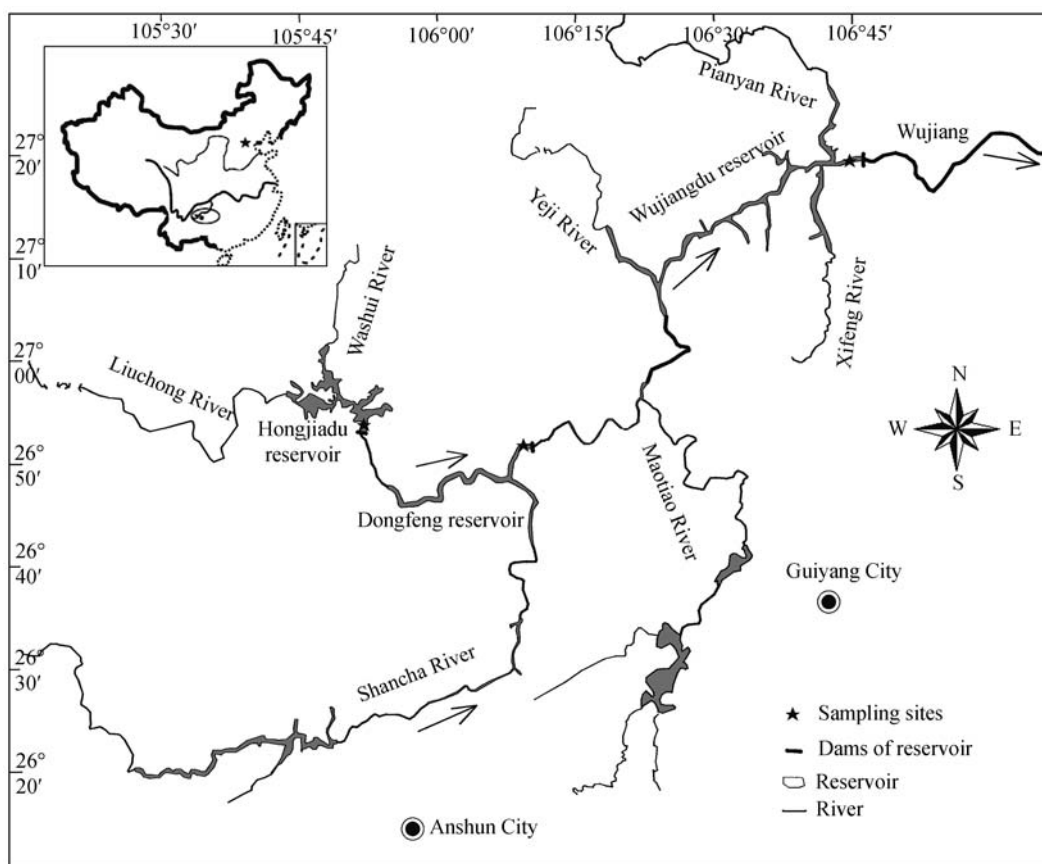 105°30′ 105°45′ 106°00′ 106°15′ 106°30′ 106°45′
27°
20′
27°
10′
27°
00′
26°
50′
26°
40′
26°
30′
26°
20′
Pianyan River
Wujiang
Wujiangdu reservoir
Yeji River
Xifeng River
Washui River
Liuchong River
Hongjiadu
reservoir
Dongfeng reservoir
Maotiao River
Shancha River
Guiyang City
Anshun City
N
W E
S
Sampling sites
Dams of reservoir
Reservoir
River